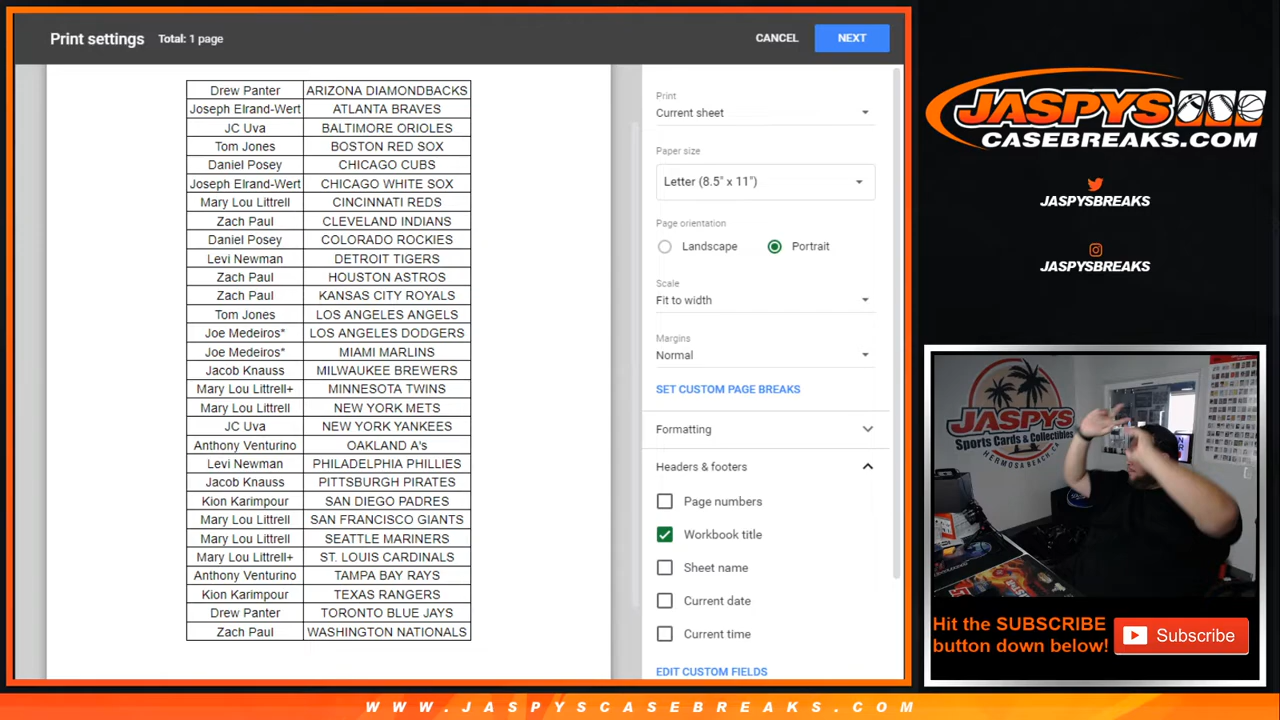 Print settings Total: 1 page CANCEL NEXT
Drew Panter ARIZONA DIAMONDBACKS
Joseph Elrand-Wert ATLANTA BRAVES
JC Uva BALTIMORE ORIOLES
Tom Jones BOSTON RED SOX
Daniel Posey CHICAGO CUBS
Joseph Elrand-Wert CHICAGO WHITE SOX
Mary Lou Littrell CINCINNATI REDS
Zach Paul CLEVELAND INDIANS
Daniel Posey COLORADO ROCKIES
Levi Newman DETROIT TIGERS
Zach Paul HOUSTON ASTROS
Zach Paul KANSAS CITY ROYALS
Tom Jones LOS ANGELES ANGELS
Joe Medeiros* LOS ANGELES DODGERS
Joe Medeiros* MIAMI MARLINS
Jacob Knauss MILWAUKEE BREWERS
Mary Lou Littrell+ MINNESOTA TWINS
Mary Lou Littrell NEW YORK METS
JC Uva NEW YORK YANKEES
Anthony Venturino OAKLAND A's
Levi Newman PHILADELPHIA PHILLIES
Jacob Knauss PITTSBURGH PIRATES
Kion Karimpour SAN DIEGO PADRES
Mary Lou Littrell SAN FRANCISCO GIANTS
Mary Lou Littrell SEATTLE MARINERS
Mary Lou Littrell+ ST. LOUIS CARDINALS
Anthony Venturino TAMPA BAY RAYS
Kion Karimpour TEXAS RANGERS
Drew Panter TORONTO BLUE JAYS
Zach Paul WASHINGTON NATIONALS
Print
Current sheet
Paper size
Letter (8.5" x 11")
Page orientation
Landscape Portrait
Scale
Fit to width
Margins
Normal
SET CUSTOM PAGE BREAKS
Formatting
Headers & footers
Page numbers
Workbook title
Sheet name
Current date
Current time
EDIT CUSTOM FIELDS
JASPYS
CASEBREAKS.COM
JASPYSBREAKS
JASPYSBREAKS
JASPYS
Sports Cards & Collectibles
HERMOSA BEACH, CA
Hit the SUBSCRIBE
button down below!
Subscribe
WWW.JASPYSCASEBREAKS.COM